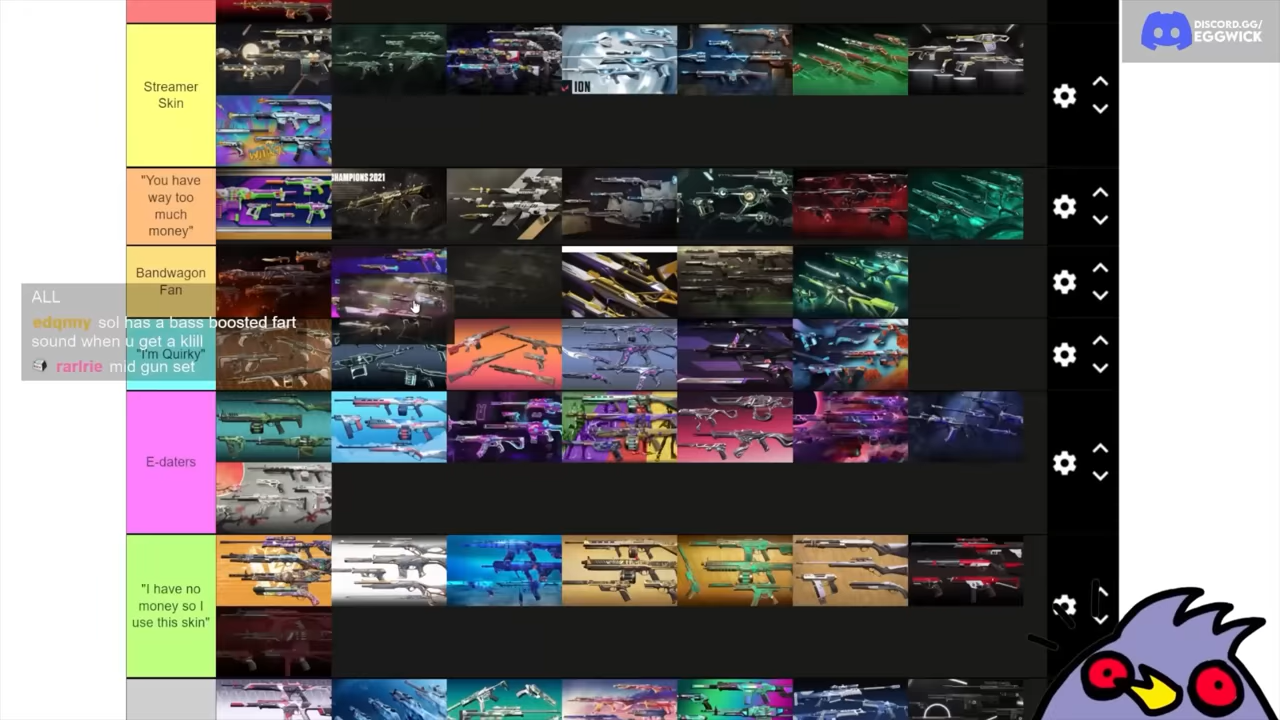 DISCORD.GG/
EGGWICK
Streamer
Skin
ION
"You have
way too
much
money"
CHAMPIONS 2021
Bandwagon
Fan
ALL
edqnny sol has a bass boosted fart
sound when u get a klill
"I'm Quirky"
rarlrie mid gun set
E-daters
"I have no
money so I
use this skin"